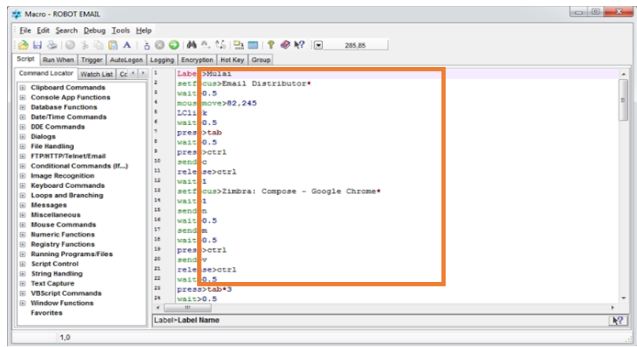 Macro - ROBOT EMAIL
File Edit Search Debug Tools Help
285,85
Script Run When Trigger AutoLogon Logging Encryption Hot Key Group
Command Locator Watch List
Clipboard Commands
Console App Functions
Database Functions
Date/Time Commands
DDE Commands
Dialogs
File Handling
FTP/HTTP/Telnet/Email
Conditional Commands (If...)
Image Recognition
Keyboard Commands
Loops and Branching
Messages
Miscellaneous
Mouse Commands
Numeric Functions
Registry Functions
Running Programs/Files
Script Control
String Handling
Text Capture
VBScript Commands
Window Functions
Favorites
1 Label>Mulai
2 setfocus>Email Distributor*
3 wait>0.5
4 mousemove>82,245
5 LClick
6 wait>0.5
7 press>tab
8 wait>0.5
9 press>ctrl
10 send>c
11 release>ctrl
12 wait>1
13 setfocus>Zimbra: Compose - Google Chrome*
14 wait>1
15 send>n
16 wait>0.5
17 send>m
18 wait>0.5
19 press>ctrl
20 send>v
21 release>ctrl
22 wait>0.5
23 press>tab*3
24 wait>0.5
Label>Label Name
1,0